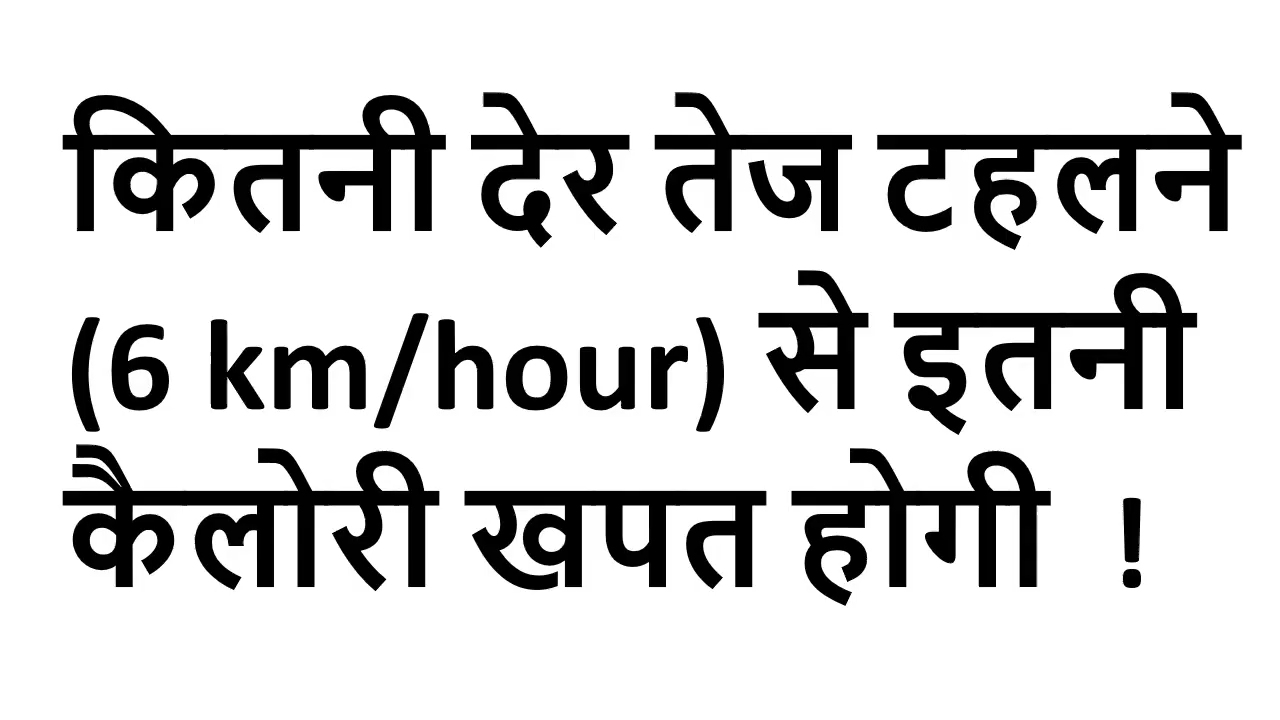 कितनी देर तेज टहलने
(6 km/hour) से इतनी
कैलोरी खपत होगी !